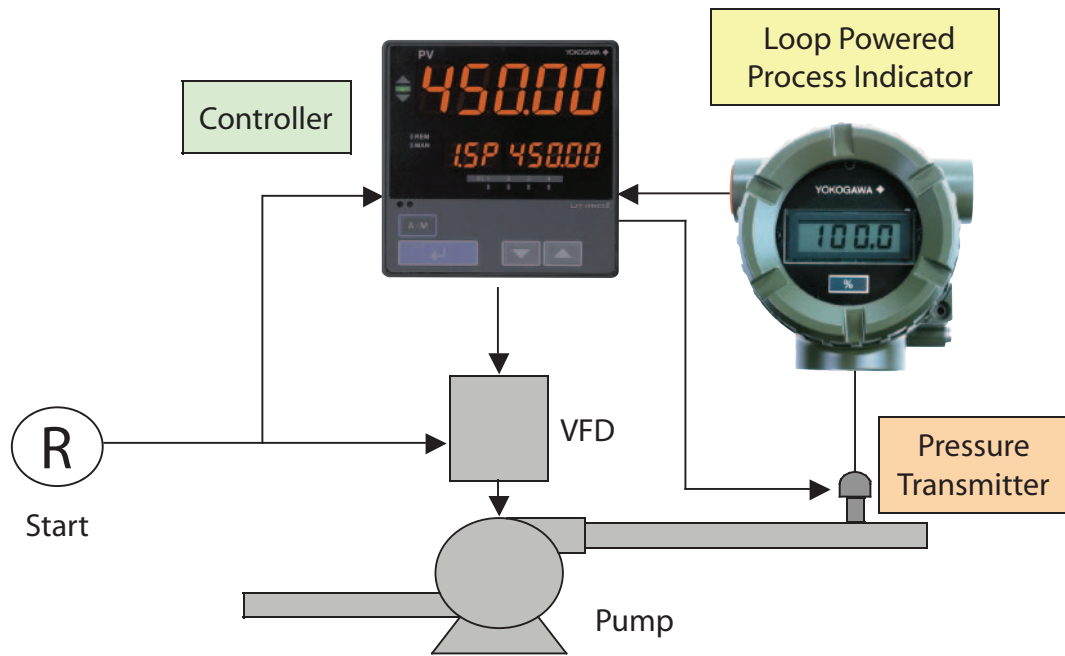 Loop Powered
Process Indicator
Controller
PV
YOKOGAWA
450.00
1.SP 450.00
A/M
YOKOGAWA
100.0
%
R
Start
VFD
Pump
Pressure
Transmitter